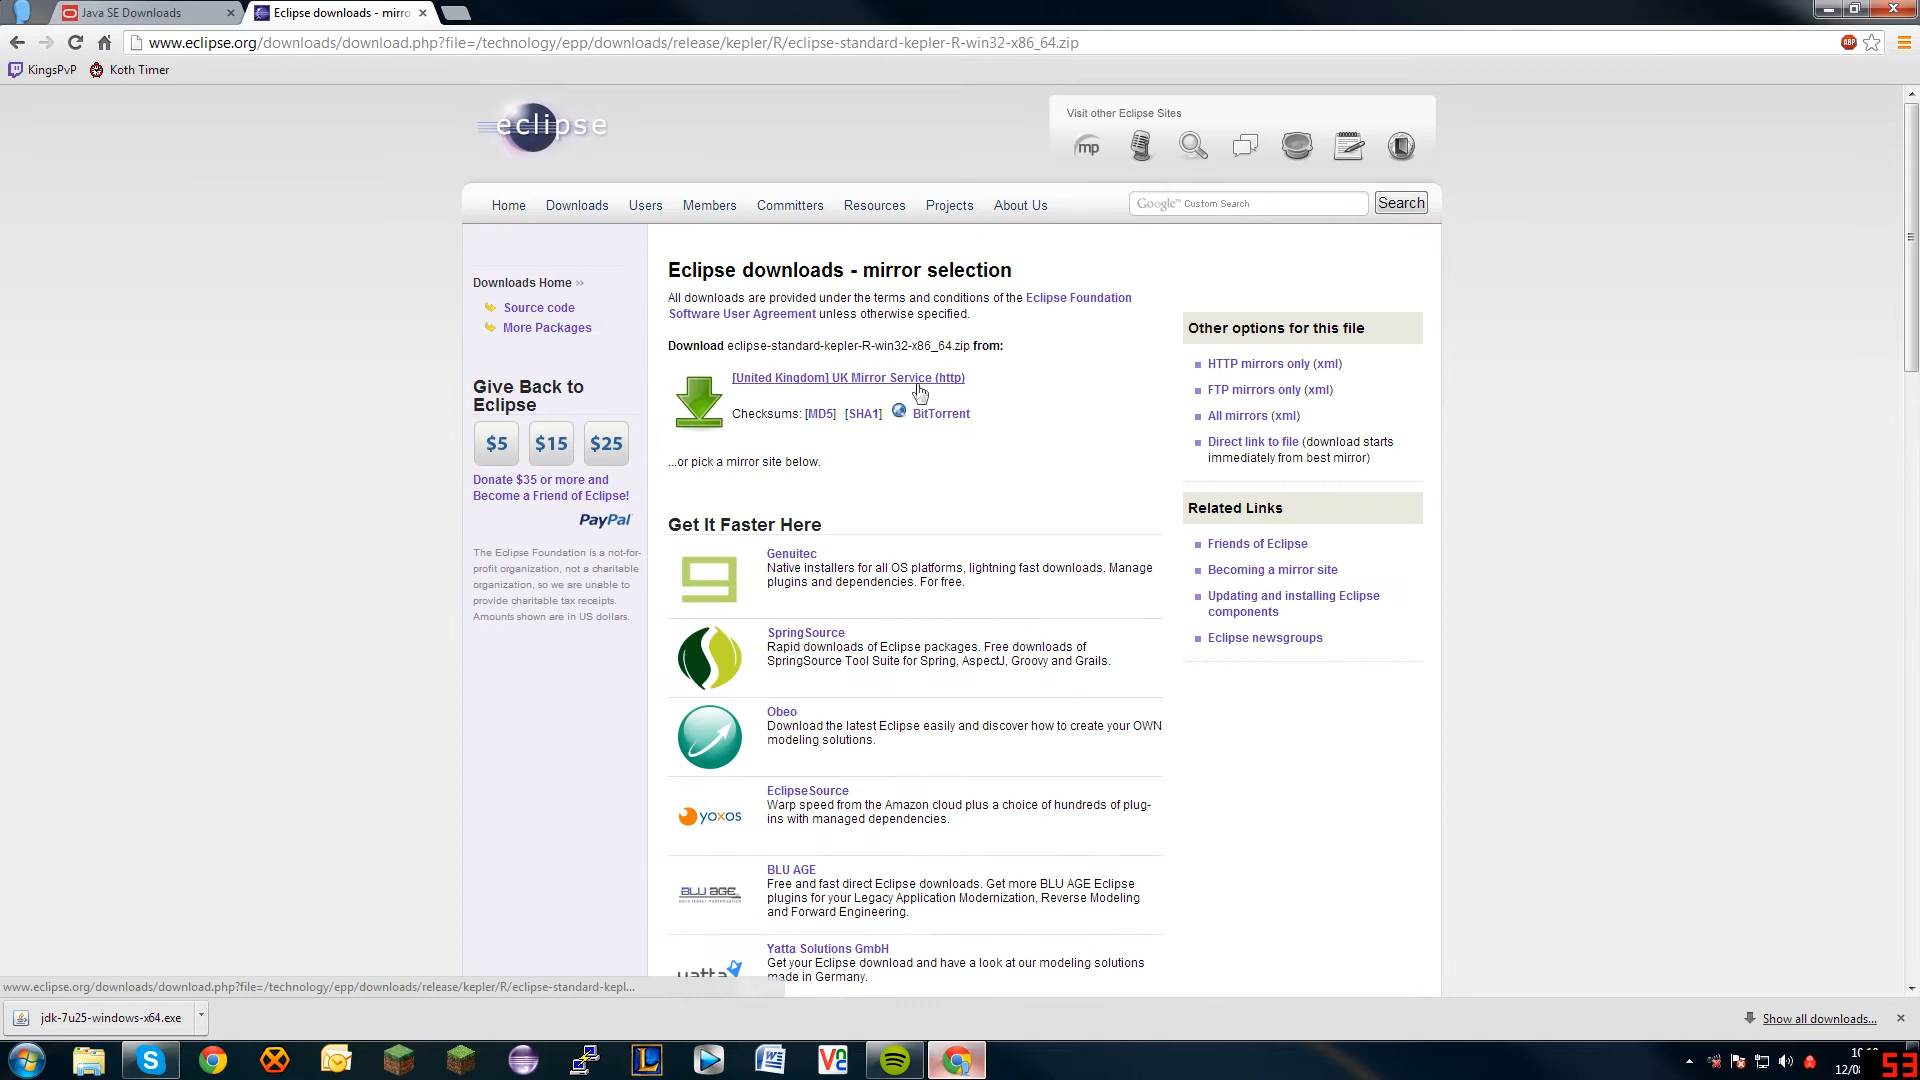 Java SE Downloads
Eclipse downloads - mirro
www.eclipse.org/downloads/download.php?file=/technology/epp/downloads/release/kepler/R/eclipse-standard-kepler-R-win32-x86_64.zip
ABP
KingsPvP
Koth Timer
eclipse
Visit other Eclipse Sites
mp
Home
Downloads
Users
Members
Committers
Resources
Projects
About Us
Google™ Custom Search
Search
Downloads Home
Source code
More Packages
Give Back to
Eclipse
$5
$15
$25
Donate $35 or more and
Become a Friend of Eclipse!
PayPal
The Eclipse Foundation is a not-for-
profit organization, not a charitable
organization, so we are unable to
provide charitable tax receipts.
Amounts shown are in US dollars.
Eclipse downloads - mirror selection
All downloads are provided under the terms and conditions of the Eclipse Foundation
Software User Agreement unless otherwise specified.
Download eclipse-standard-kepler-R-win32-x86_64.zip from:
[United Kingdom] UK Mirror Service (http)
Checksums: [MD5] [SHA1] BitTorrent
...or pick a mirror site below.
Get It Faster Here
Genuitec
Native installers for all OS platforms, lightning fast downloads. Manage
plugins and dependencies. For free.
SpringSource
Rapid downloads of Eclipse packages. Free downloads of
SpringSource Tool Suite for Spring, AspectJ, Groovy and Grails.
Obeo
Download the latest Eclipse easily and discover how to create your OWN
modeling solutions.
yoxos
EclipseSource
Warp speed from the Amazon cloud plus a choice of hundreds of plug-
ins with managed dependencies.
BLU AGE
BLU AGE
Free and fast direct Eclipse downloads. Get more BLU AGE Eclipse
plugins for your Legacy Application Modernization, Reverse Modeling
and Forward Engineering.
yatta
Yatta Solutions GmbH
Get your Eclipse download and have a look at our modeling solutions
made in Germany.
Other options for this file
HTTP mirrors only (xml)
FTP mirrors only (xml)
All mirrors (xml)
Direct link to file (download starts
immediately from best mirror)
Related Links
Friends of Eclipse
Becoming a mirror site
Updating and installing Eclipse
components
Eclipse newsgroups
www.eclipse.org/downloads/download.php?file=/technology/epp/downloads/release/kepler/R/eclipse-standard-kepl...
jdk-7u25-windows-x64.exe
Show all downloads...
12/08
53